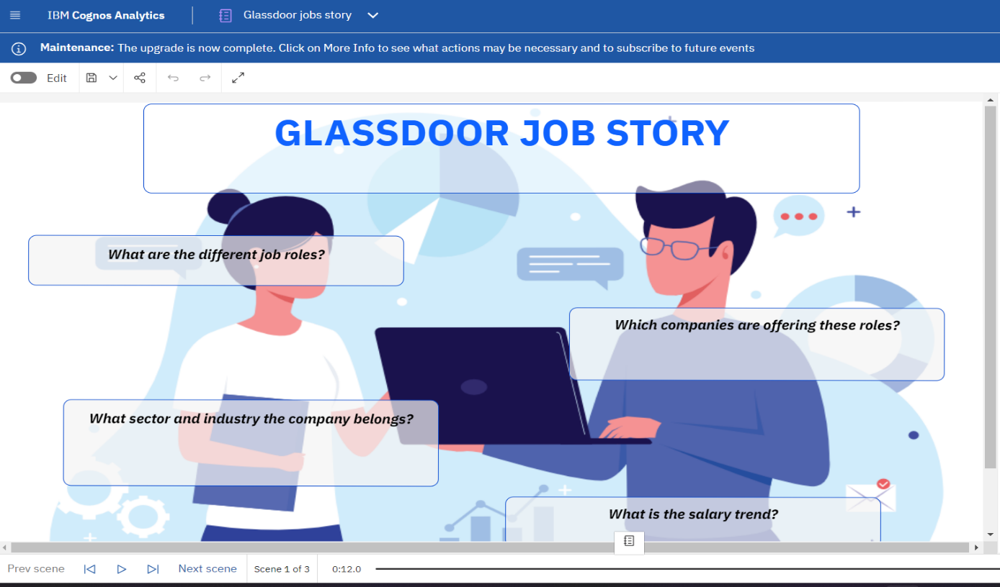 IBM Cognos Analytics
Glassdoor jobs story
Maintenance: The upgrade is now complete. Click on More Info to see what actions may be necessary and to subscribe to future events
Edit
GLASSDOOR JOB STORY
What are the different job roles?
Which companies are offering these roles?
What sector and industry the company belongs?
What is the salary trend?
Prev scene
Next scene
Scene 1 of 3
0:12.0